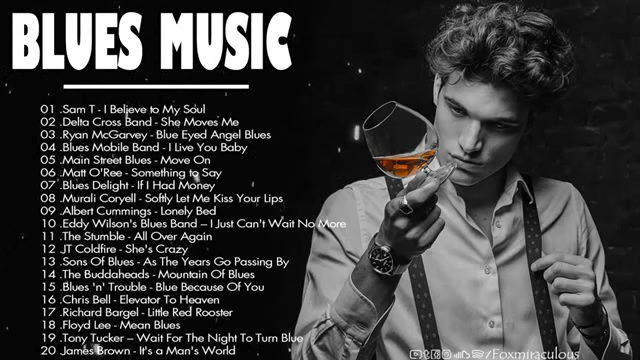 BLUES MUSIC
01 .Sam T - I Believe to My Soul
02 .Delta Cross Band - She Moves Me
03 .Ryan McGarvey - Blue Eyed Angel Blues
04 .Blues Mobile Band - I Live You Baby
05 .Main Street Blues - Move On
06 .Matt O'Ree - Something to Say
07 .Blues Delight - If I Had Money
08 .Murali Coryell - Softly Let Me Kiss Your Lips
09 .Albert Cummings - Lonely Bed
10 .Eddy Wilson's Blues Band – I Just Can't Wait No More
11 .The Stumble - All Over Again
12 .JT Coldfire - She's Crazy
13 .Sons Of Blues - As The Years Go Passing By
14 .The Buddaheads - Mountain Of Blues
15 .Blues 'n' Trouble - Blue Because Of You
16 .Chris Bell - Elevator To Heaven
17 .Richard Bargel - Little Red Rooster
18 .Floyd Lee - Mean Blues
19 .Tony Tucker – Wait For The Night To Turn Blue
20 .James Brown - It's a Man's World
/Foxmiraculous